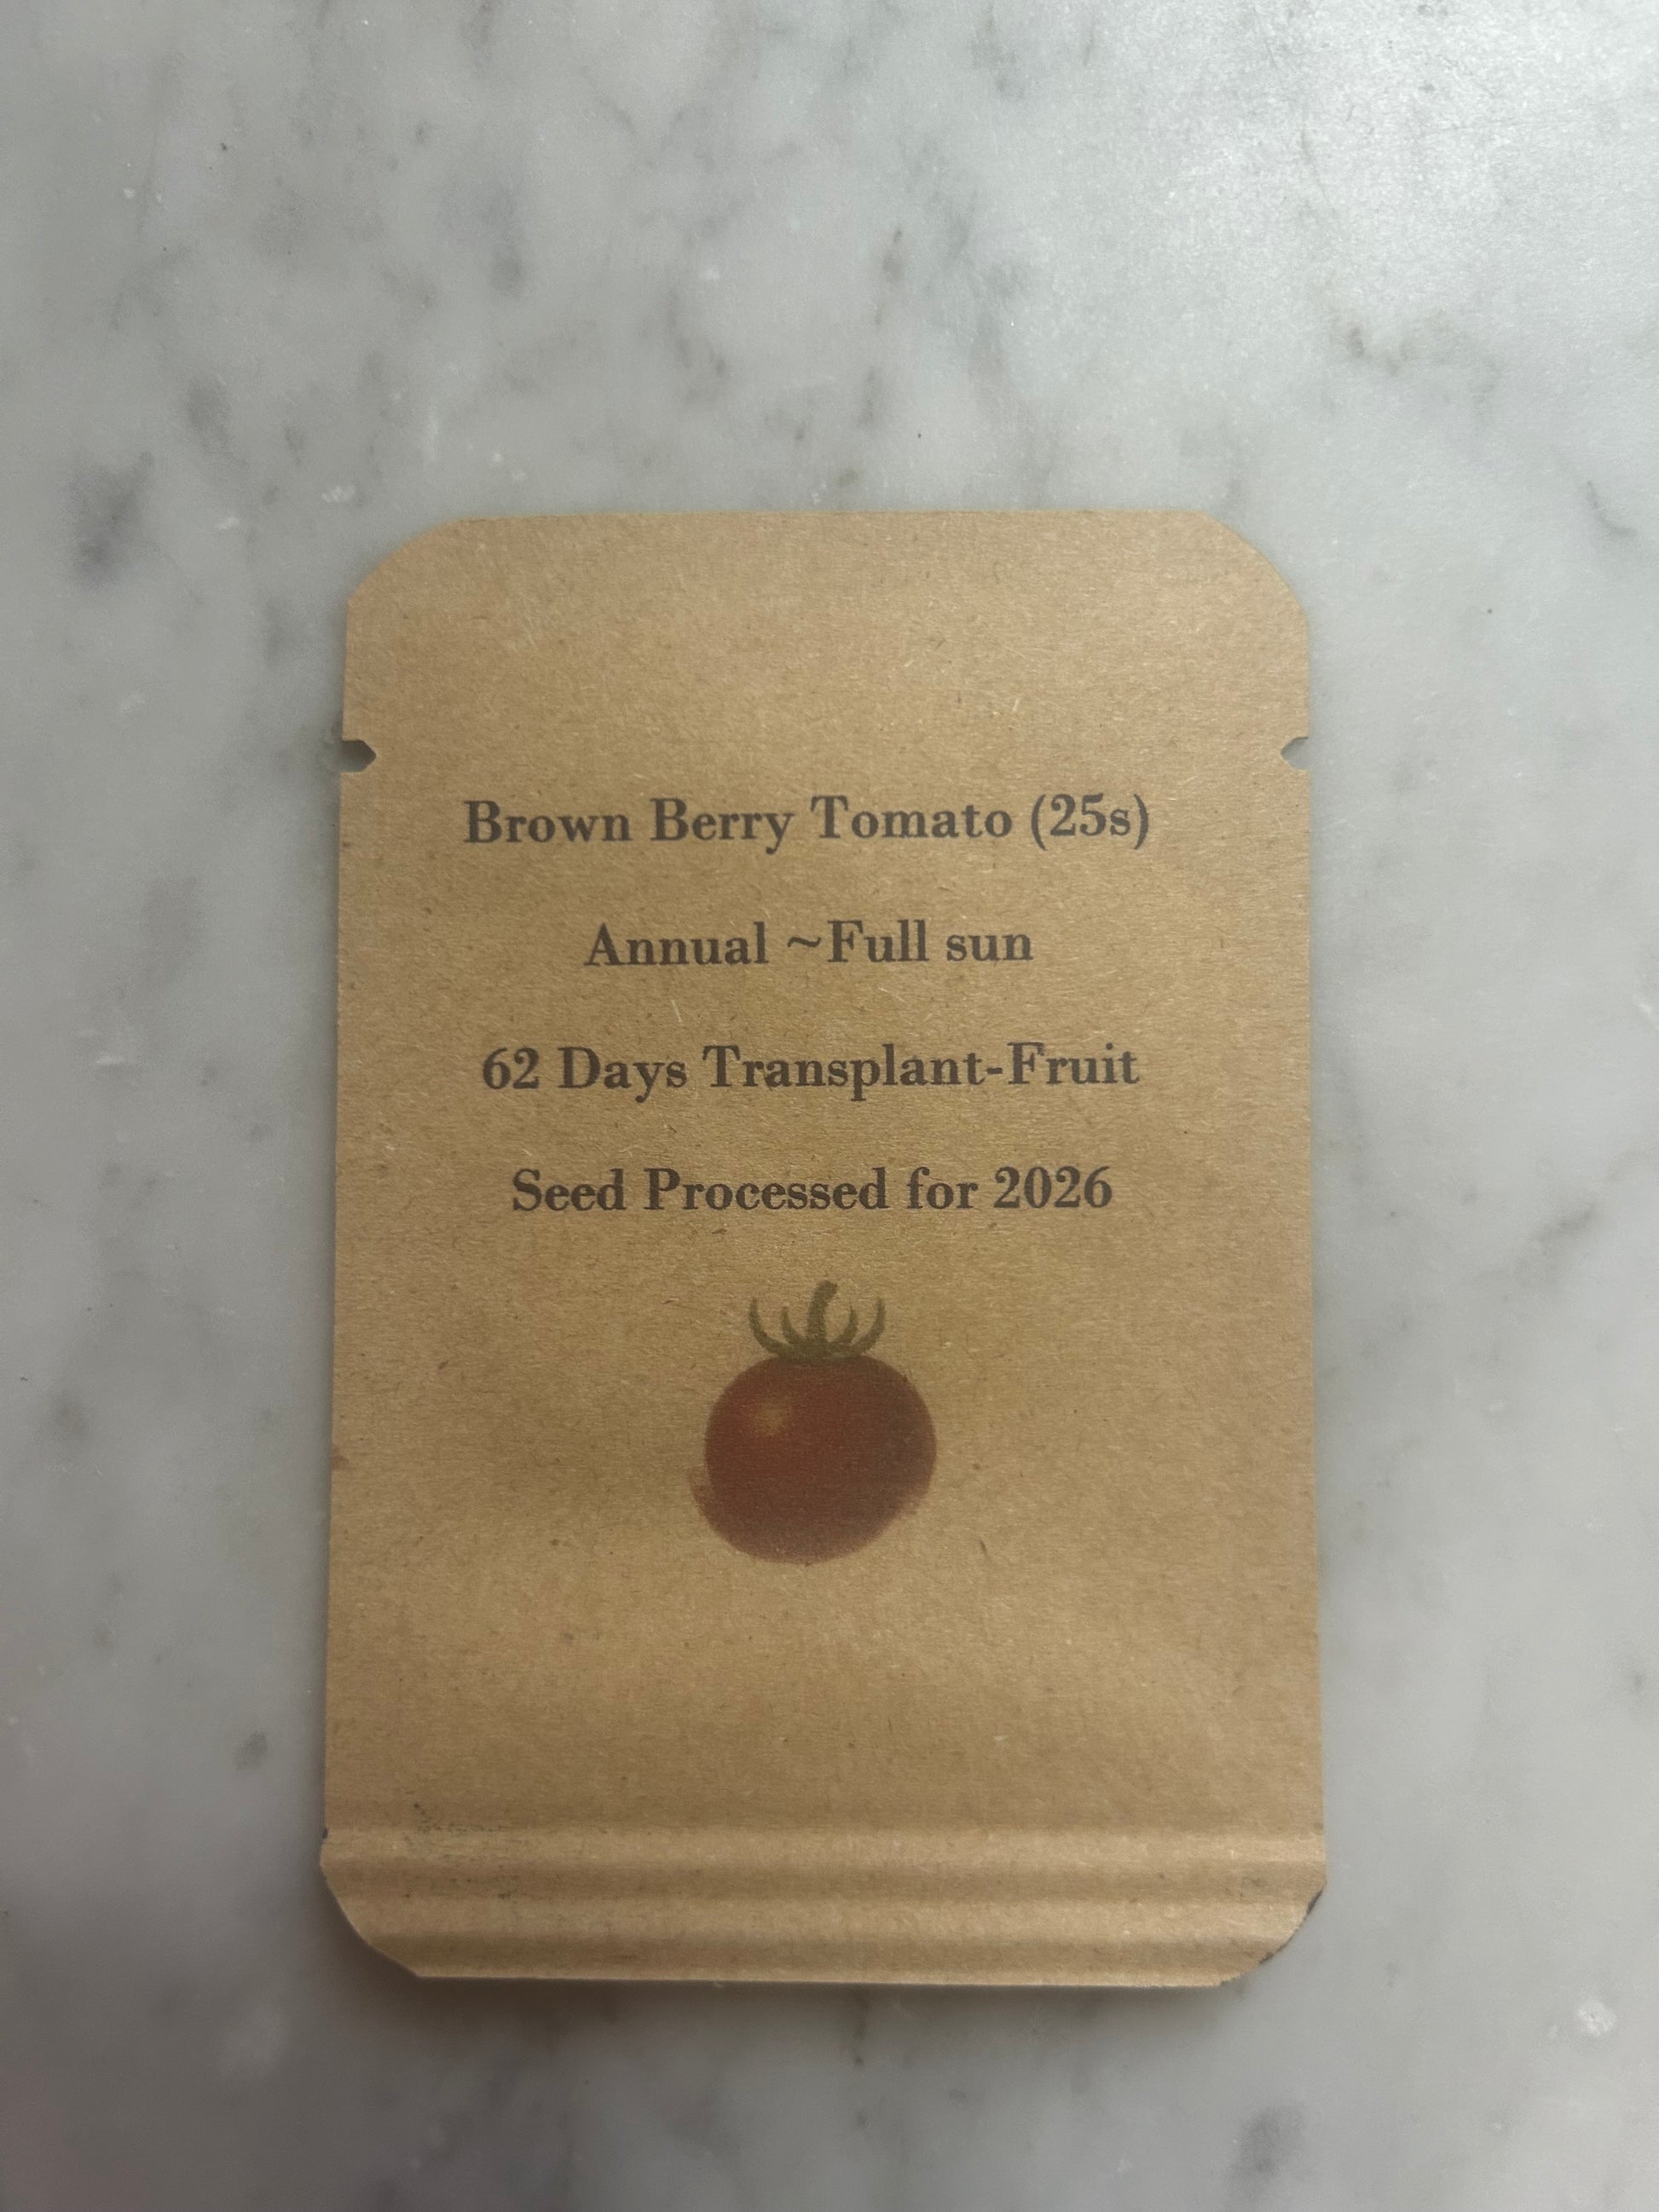 Brown Berry Tomato (25s)
Annual ~Full sun
62 Days Transplant-Fruit
Seed Processed for 2026